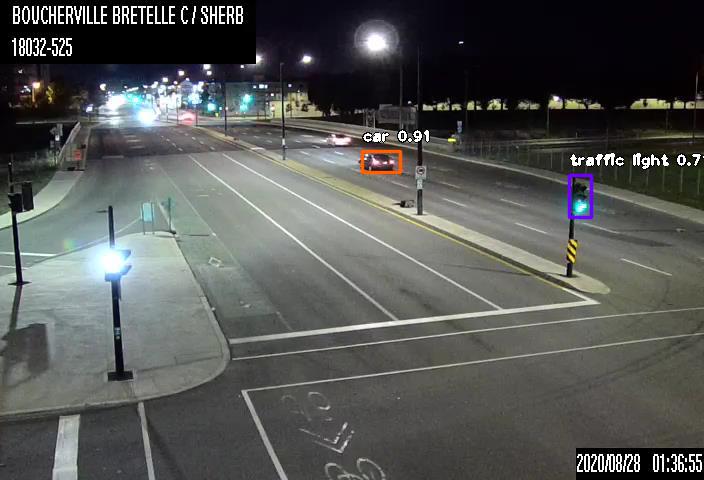 BOUCHERVILLE BRETELLE C / SHERB
18032-525
car 0.91
traffic light 0.7
2020/08/28 01:36:55